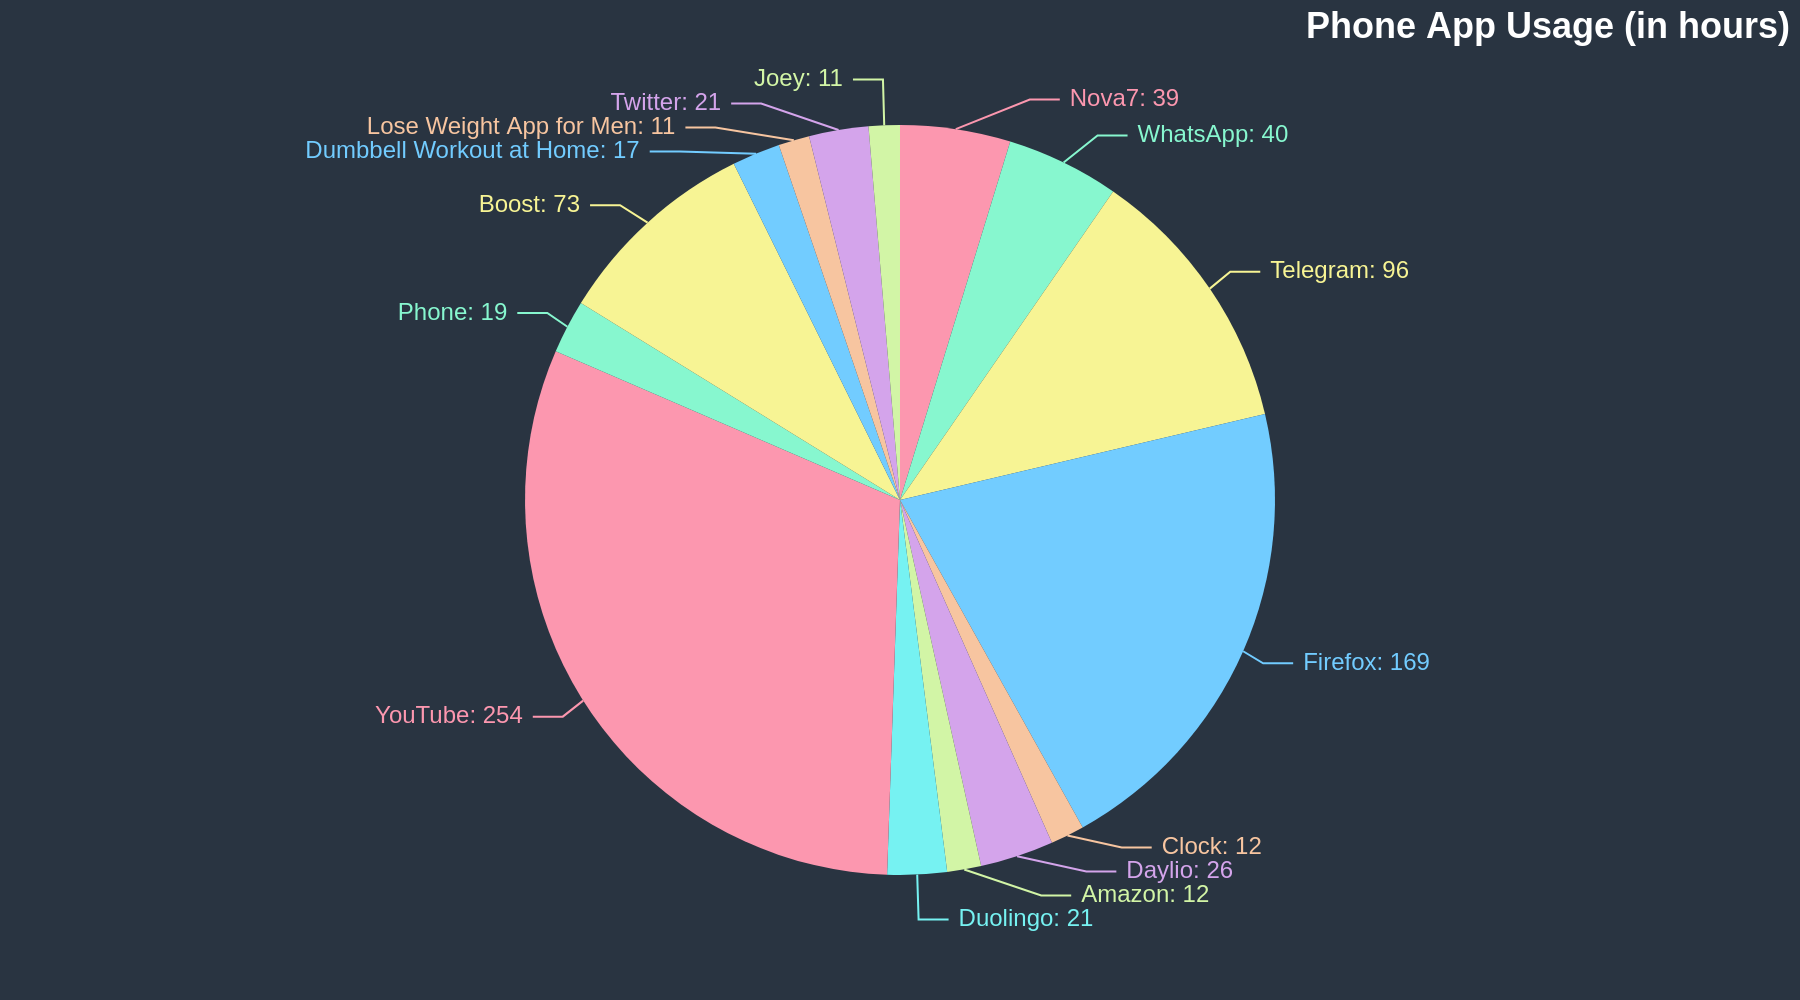 Phone App Usage (in hours)
Joey: 11
Nova7: 39
Twitter: 21
Lose Weight App for Men: 11
WhatsApp: 40
Dumbbell Workout at Home: 17
Boost: 73
Telegram: 96
Phone: 19
Firefox: 169
YouTube: 254
Clock: 12
Daylio: 26
Amazon: 12
Duolingo: 21